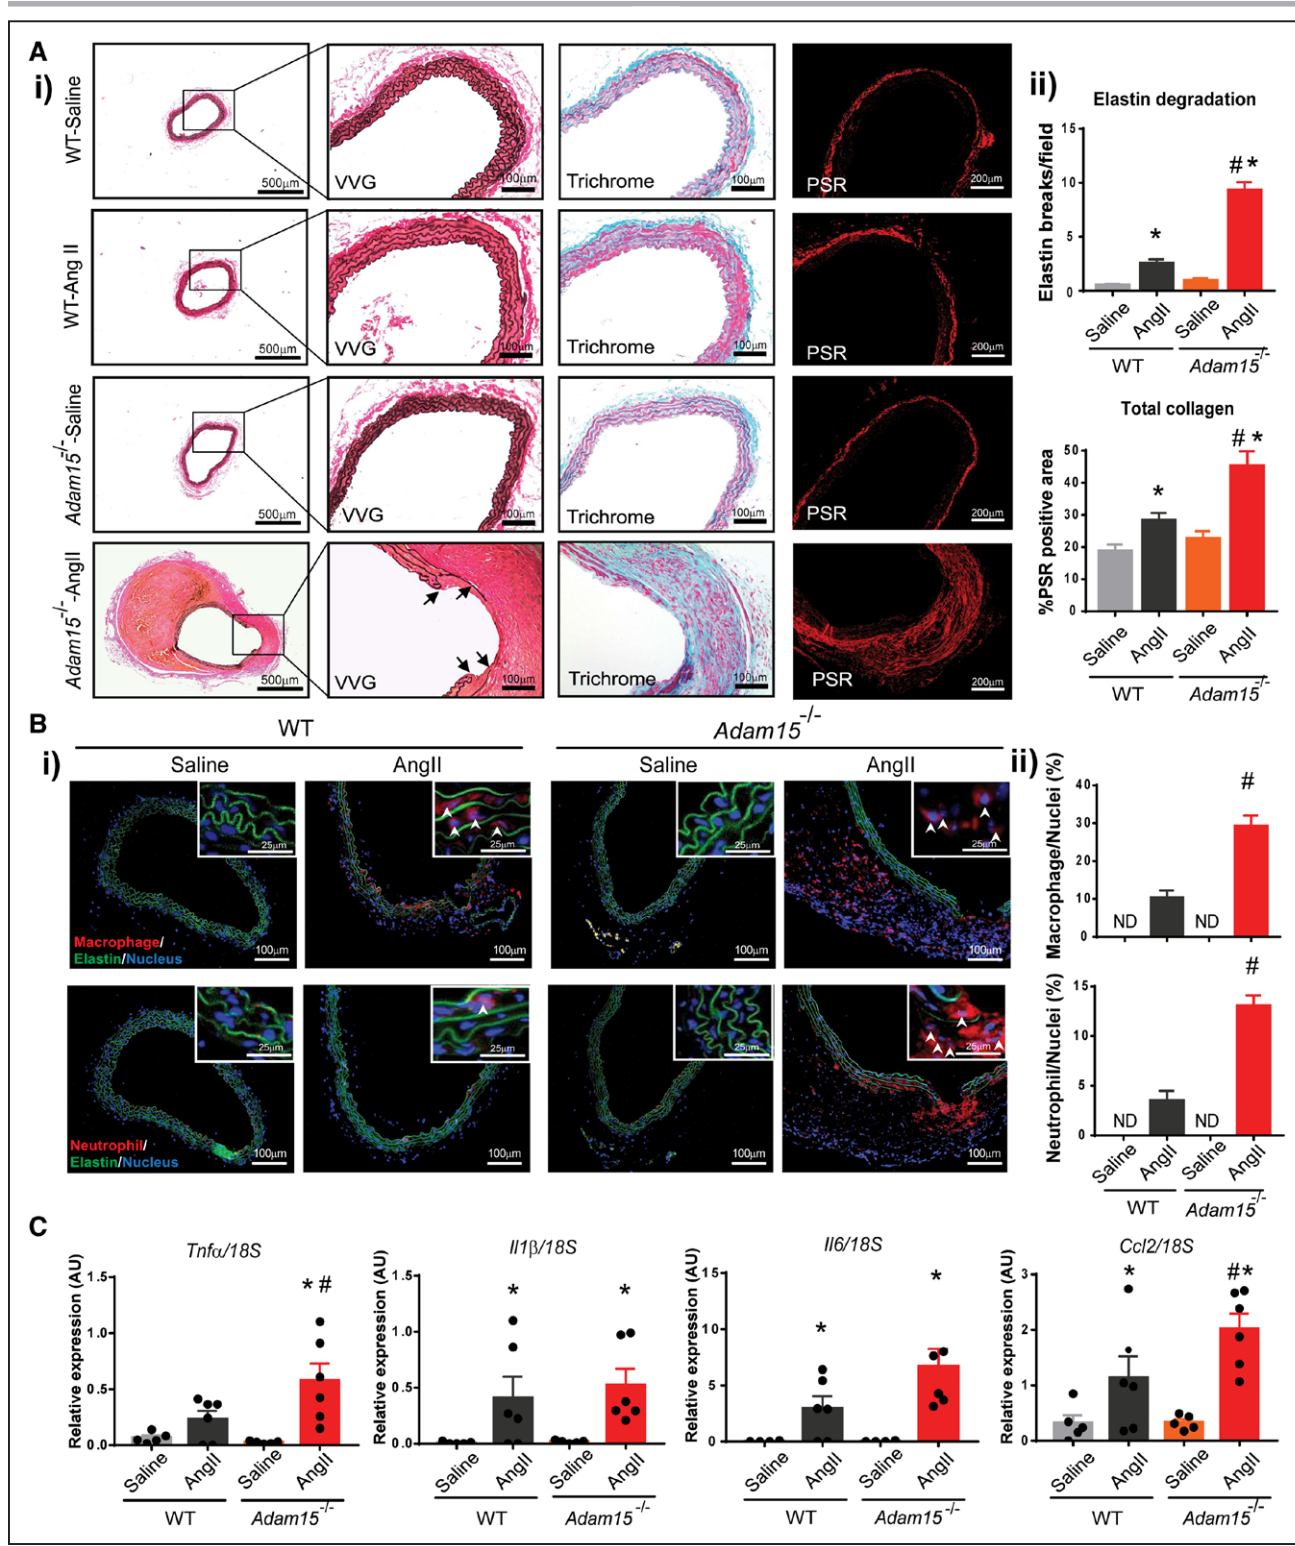 A
i)
WT-Saline
500μm
VVG
100μm
Trichrome
100μm
PSR
200μm
WT-Ang II
500μm
VVG
100μm
Trichrome
100μm
PSR
200μm
Adam15-/--Saline
500μm
VVG
100μm
Trichrome
100μm
PSR
200μm
Adam15-/--AngII
500μm
VVG
100μm
Trichrome
100μm
PSR
200μm
ii)
Elastin degradation
Elastin breaks/field
15
10
5
0
*
# *
Saline AngII Saline AngII
WT Adam15-/-
Total collagen
%PSR positive area
50
40
30
20
10
0
*
# *
Saline AngII Saline AngII
WT Adam15-/-
B
i)
WT Adam15-/-
Saline AngII Saline AngII
25μm 25μm 25μm 25μm
Macrophage/
Elastin/Nucleus
100μm 100μm 100μm 100μm
25μm 25μm 25μm 25μm
Neutrophil/
Elastin/Nucleus
100μm 100μm 100μm 100μm
ii)
Macrophage/Nuclei (%)
40
30
20
10
0
ND ND #
Neutrophil/Nuclei (%)
15
10
5
0
ND ND #
Saline AngII Saline AngII
WT Adam15-/-
C
Tnfα/18S
Relative expression (AU)
1.5
1.0
0.5
0.0
* #
Saline AngII Saline AngII
WT Adam15-/-
Il1β/18S
Relative expression (AU)
1.5
1.0
0.5
0.0
* *
Saline AngII Saline AngII
WT Adam15-/-
Il6/18S
Relative expression (AU)
15
10
5
0
* *
Saline AngII Saline AngII
WT Adam15-/-
Ccl2/18S
Relative expression (AU)
3
2
1
0
* #*
Saline AngII Saline AngII
WT Adam15-/-